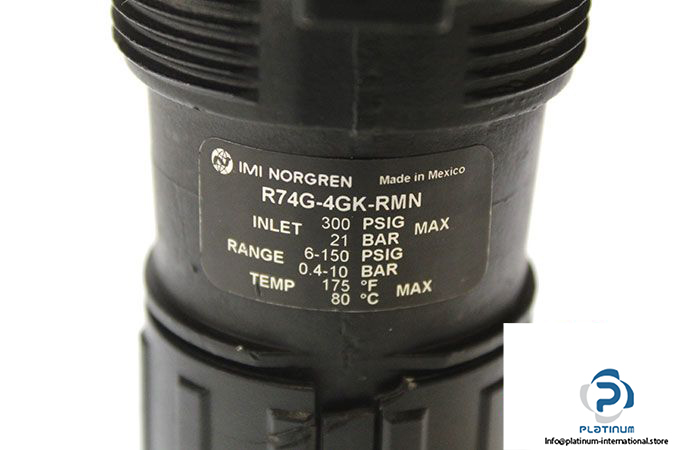 IMI NORGREN Made in Mexico
R74G-4GK-RMN
INLET 300 PSIG MAX
21 BAR
RANGE 6-150 PSIG
0.4-10 BAR
TEMP 175 °F MAX
80 °C
PLATINUM
Info@platinum-international.store